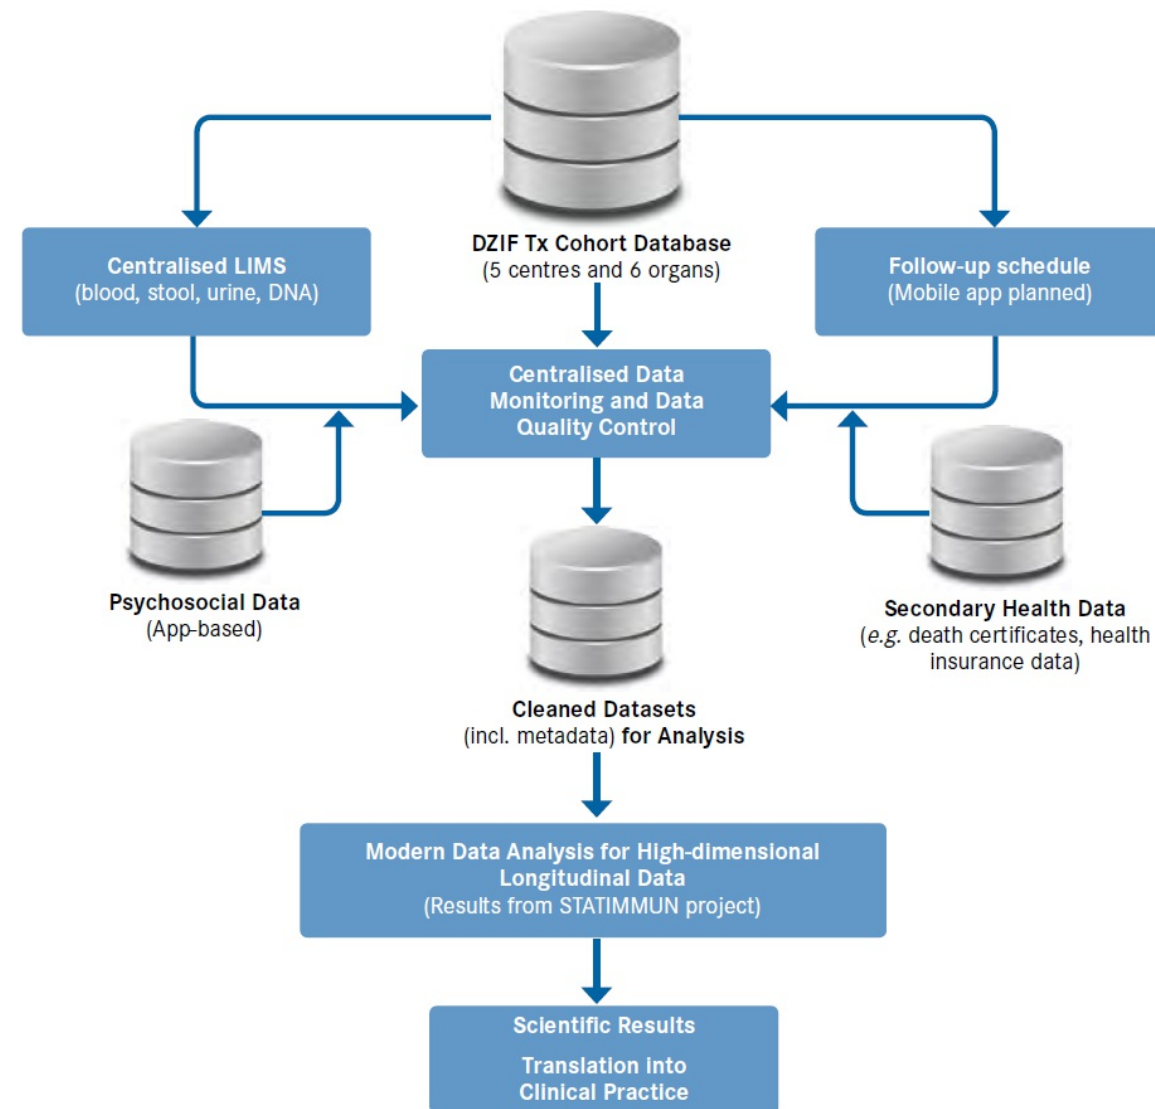 DZIF Tx Cohort Database
(5 centres and 6 organs)
Centralised LIMS
(blood, stool, urine, DNA)
Follow-up schedule
(Mobile app planned)
Centralised Data
Monitoring and Data
Quality Control
Psychosocial Data
(App-based)
Secondary Health Data
(e.g. death certificates, health
insurance data)
Cleaned Datasets
(incl. metadata) for Analysis
Modern Data Analysis for High-dimensional
Longitudinal Data
(Results from STATIMMUN project)
Scientific Results
Translation into
Clinical Practice